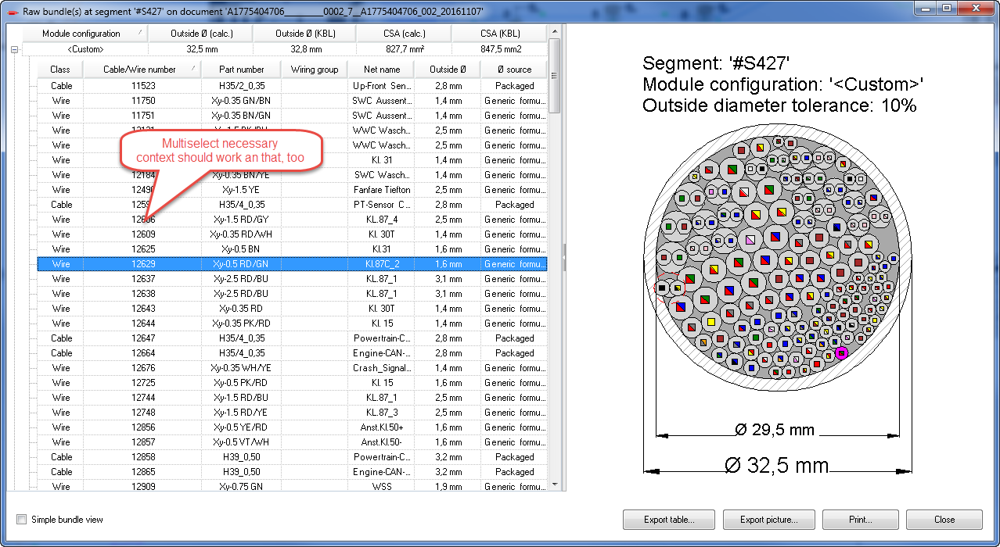 Raw bundle(s) at segment '#S427' on document 'A1775404706_________0002_7__A1775404706_002_20161107'
Module configuration Outside Ø (calc.) Outside Ø (KBL) CSA (calc.) CSA (KBL)
<Custom> 32,5 mm 32,8 mm 827,7 mm² 847,5 mm2
Class Cable/Wire number Part number Wiring group Net name Outside Ø Ø source
Cable 11523 H35/2_0,35 Up-Front Sen... 2,8 mm Packaged
Wire 11750 Xy-0.35 GN/BN SWC Aussent... 1,4 mm Generic formu...
Wire 11751 Xy-0.35 BN/GN SWC Aussent... 1,4 mm Generic formu...
Wire WWC Wasch... 2,5 mm Generic formu...
Wire WWC Wasch... 2,5 mm Generic formu...
Wire Kl. 31 2,5 mm Generic formu...
Wire 12184 Xy-0.35 BN/YE SWC Wasch... 1,4 mm Generic formu...
Wire Xy-1.5 YE Fanfare Tiefton 2,5 mm Generic formu...
Cable H35/4_0,35 PT-Sensor C... 2,8 mm Packaged
Wire 12606 Xy-1.5 RD/GY KL.87_4 2,5 mm Generic formu...
Wire 12609 Xy-0.35 RD/WH Kl. 30T 1,4 mm Generic formu...
Wire 12625 Xy-0.5 BN Kl.31 1,6 mm Generic formu...
Wire 12629 Xy-0.5 RD/GN Kl.87C_2 1,6 mm Generic formu...
Wire 12637 Xy-2.5 RD/BU KL.87_1 3,1 mm Generic formu...
Wire 12638 Xy-2.5 RD/BU KL.87_1 3,1 mm Generic formu...
Wire 12643 Xy-0.35 RD Kl. 30T 1,4 mm Generic formu...
Wire 12644 Xy-0.35 PK/RD Kl. 15 1,4 mm Generic formu...
Cable 12647 H35/4_0,35 Powertrain-C... 2,8 mm Packaged
Cable 12664 H35/4_0,35 Engine-CAN-... 2,8 mm Packaged
Wire 12676 Xy-0.35 WH/YE Crash_Signal... 1,4 mm Generic formu...
Wire 12725 Xy-0.5 PK/RD Kl. 15 1,6 mm Generic formu...
Wire 12744 Xy-1.5 RD/BU KL.87_1 2,5 mm Generic formu...
Wire 12748 Xy-1.5 RD/YE KL.87_3 2,5 mm Generic formu...
Wire 12856 Xy-0.5 YE/RD Anst.Kl.50+ 1,6 mm Generic formu...
Wire 12857 Xy-0.5 VT/WH Anst.Kl.50- 1,6 mm Generic formu...
Cable 12858 H39_0,50 Powertrain-C... 3,2 mm Packaged
Cable 12865 H39_0,50 Engine-CAN-... 3,2 mm Packaged
Wire 12909 Xy-0.75 GN WSS 1,9 mm Generic formu...
Multiselect necessary
context should work an that, too
Segment: '#S427'
Module configuration: '<Custom>'
Outside diameter tolerance: 10%
Ø 29,5 mm
Ø 32,5 mm
Simple bundle view
Export table... Export picture... Print... Close